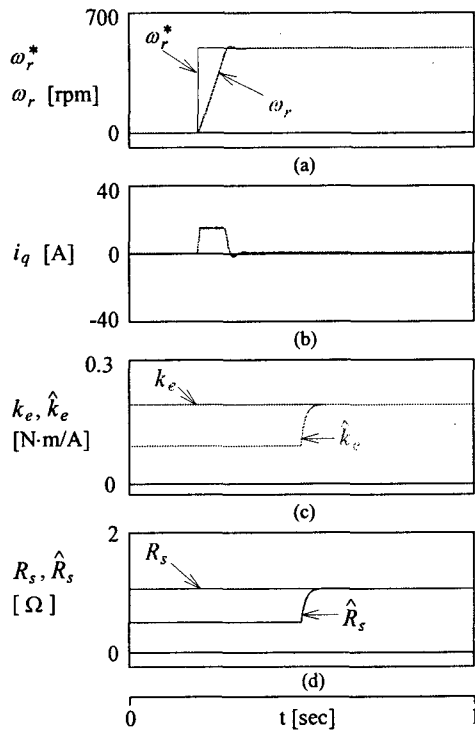 700
ω_r^*
ω_r [rpm]
ω_r^*
ω_r
0
(a)
40
i_q [A]
0
-40
(b)
0.3
k_e
k_e, k̂_e
[N·m/A]
k̂_e
0
(c)
2
R_s
R_s, R̂_s
[Ω]
R̂_s
0
(d)
0
t [sec]